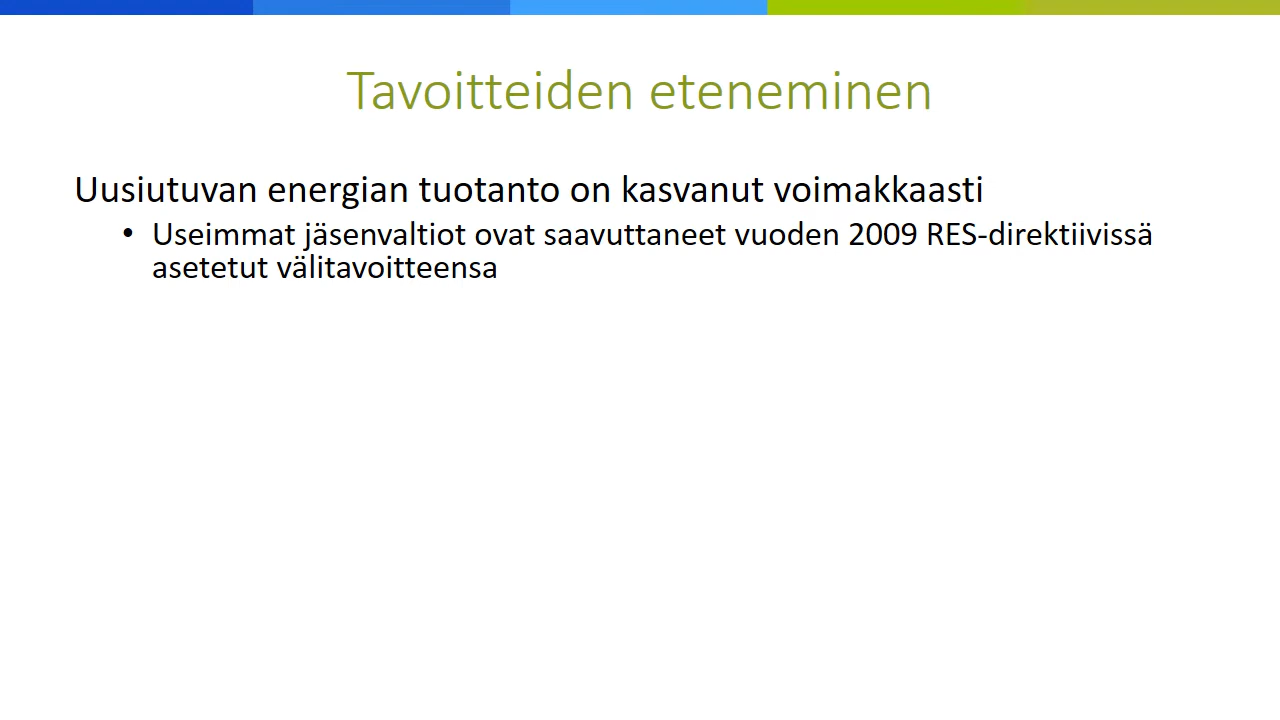 Tavoitteiden eteneminen
Uusiutuvan energian tuotanto on kasvanut voimakkaasti
• Useimmat jäsenvaltiot ovat saavuttaneet vuoden 2009 RES-direktiivissä
asetetut välitavoitteensa